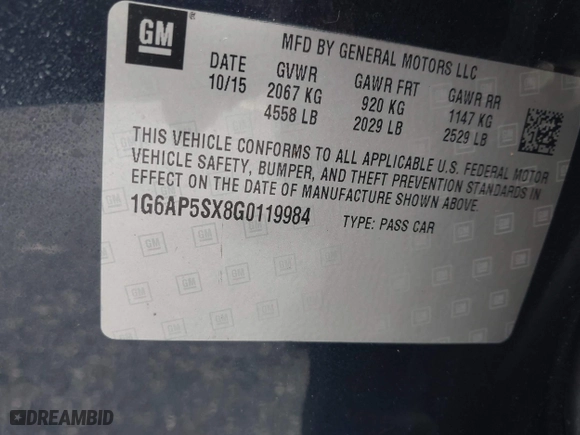 GM
MFD BY GENERAL MOTORS LLC
DATE GVWR GAWR FRT GAWR RR
10/15 2067 KG 920 KG 1147 KG
4558 LB 2029 LB 2529 LB
THIS VEHICLE CONFORMS TO ALL APPLICABLE U.S. FEDERAL MOTOR
VEHICLE SAFETY, BUMPER, AND THEFT PREVENTION STANDARDS IN
EFFECT ON THE DATE OF MANUFACTURE SHOWN ABOVE.
1G6AP5SX8G0119984 TYPE: PASS CAR
DREAMBID